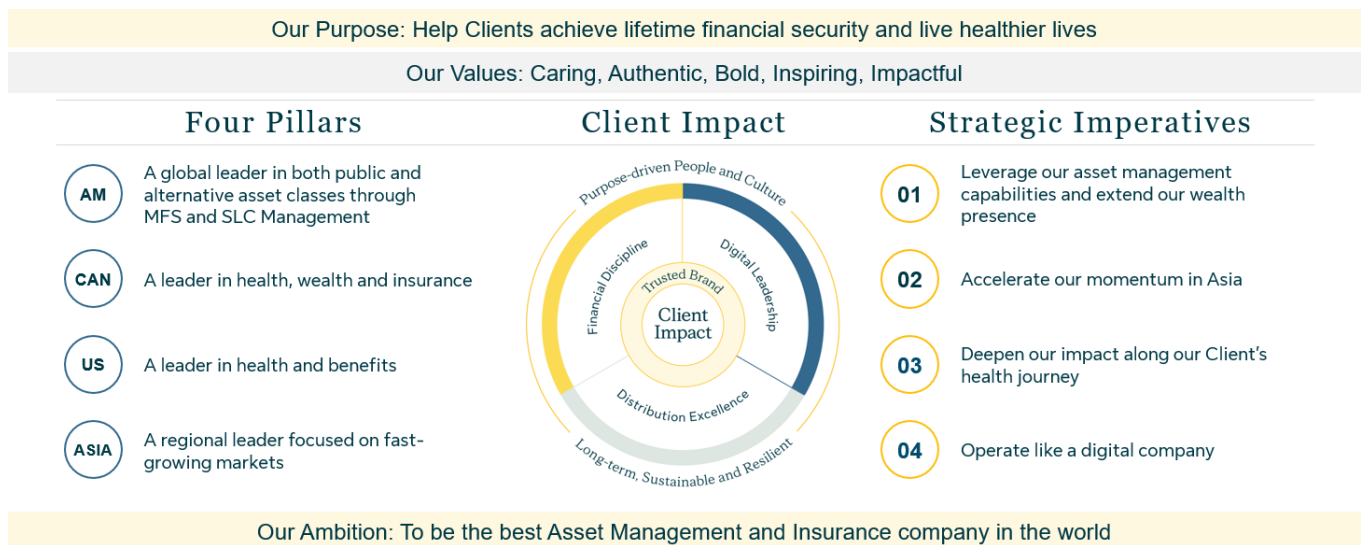 Our Purpose: Help Clients achieve lifetime financial security and live healthier lives
Our Values: Caring, Authentic, Bold, Inspiring, Impactful
Four Pillars
AM
A global leader in both public and
alternative asset classes through
MFS and SLC Management
CAN
A leader in health, wealth and insurance
US
A leader in health and benefits
ASIA
A regional leader focused on fast-
growing markets
Client Impact
Purpose-driven People and Culture
Financial Discipline
Digital Leadership
Trusted Brand
Client
Impact
Distribution Excellence
Long-term, Sustainable and Resilient
Strategic Imperatives
01
Leverage our asset management
capabilities and extend our wealth
presence
02
Accelerate our momentum in Asia
03
Deepen our impact along our Client’s
health journey
04
Operate like a digital company
Our Ambition: To be the best Asset Management and Insurance company in the world